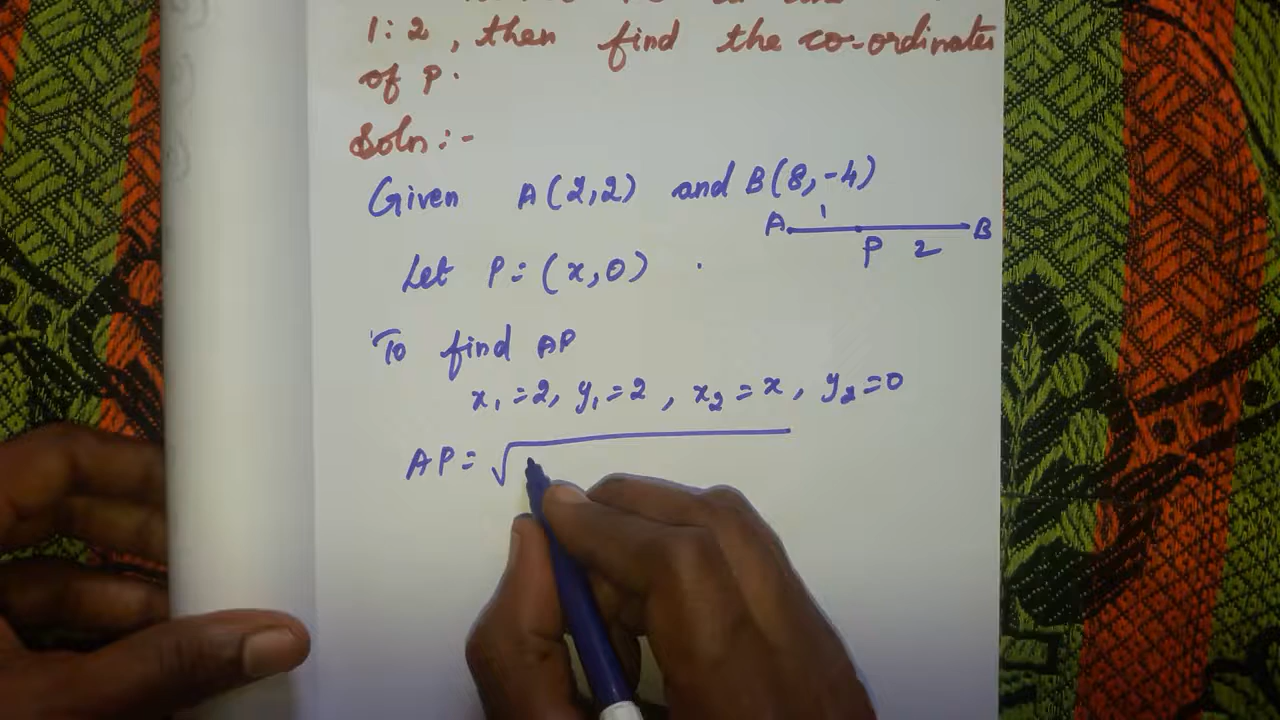 1:2, then find the co-ordinates
of P.
Soln:-
Given A(2,2) and B(8,-4)
A 1 P 2 B
Let P=(x,0)
To find AP
x₁=2, y₁=2, x₂=x, y₂=0
AP=√